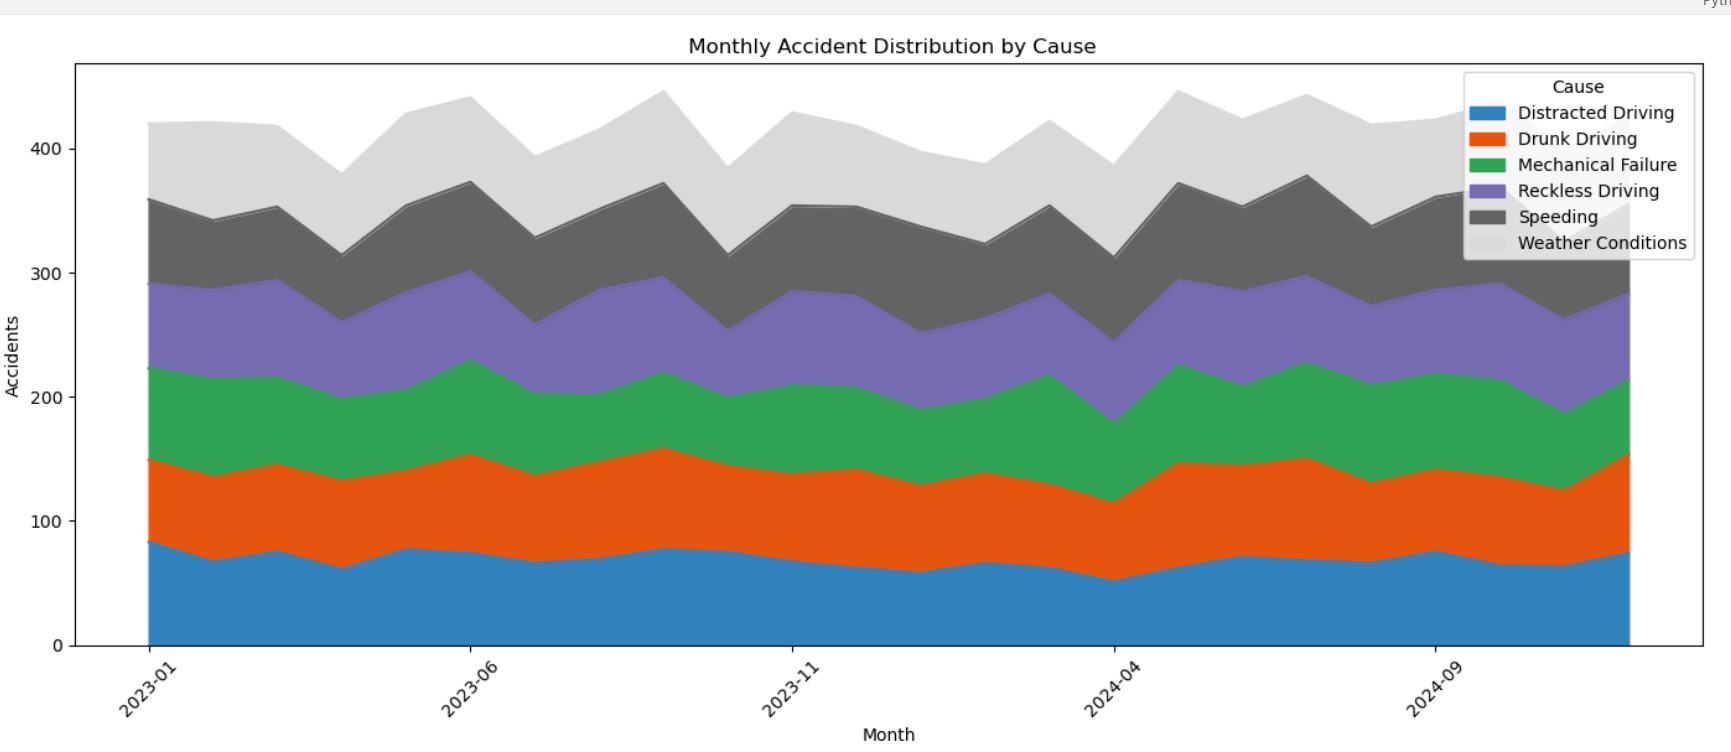 Monthly Accident Distribution by Cause
Cause
Distracted Driving
Drunk Driving
Mechanical Failure
Reckless Driving
Speeding
Weather Conditions
Accidents
400
300
200
100
0
2023-01
2023-06
2023-11
2024-04
2024-09
Month